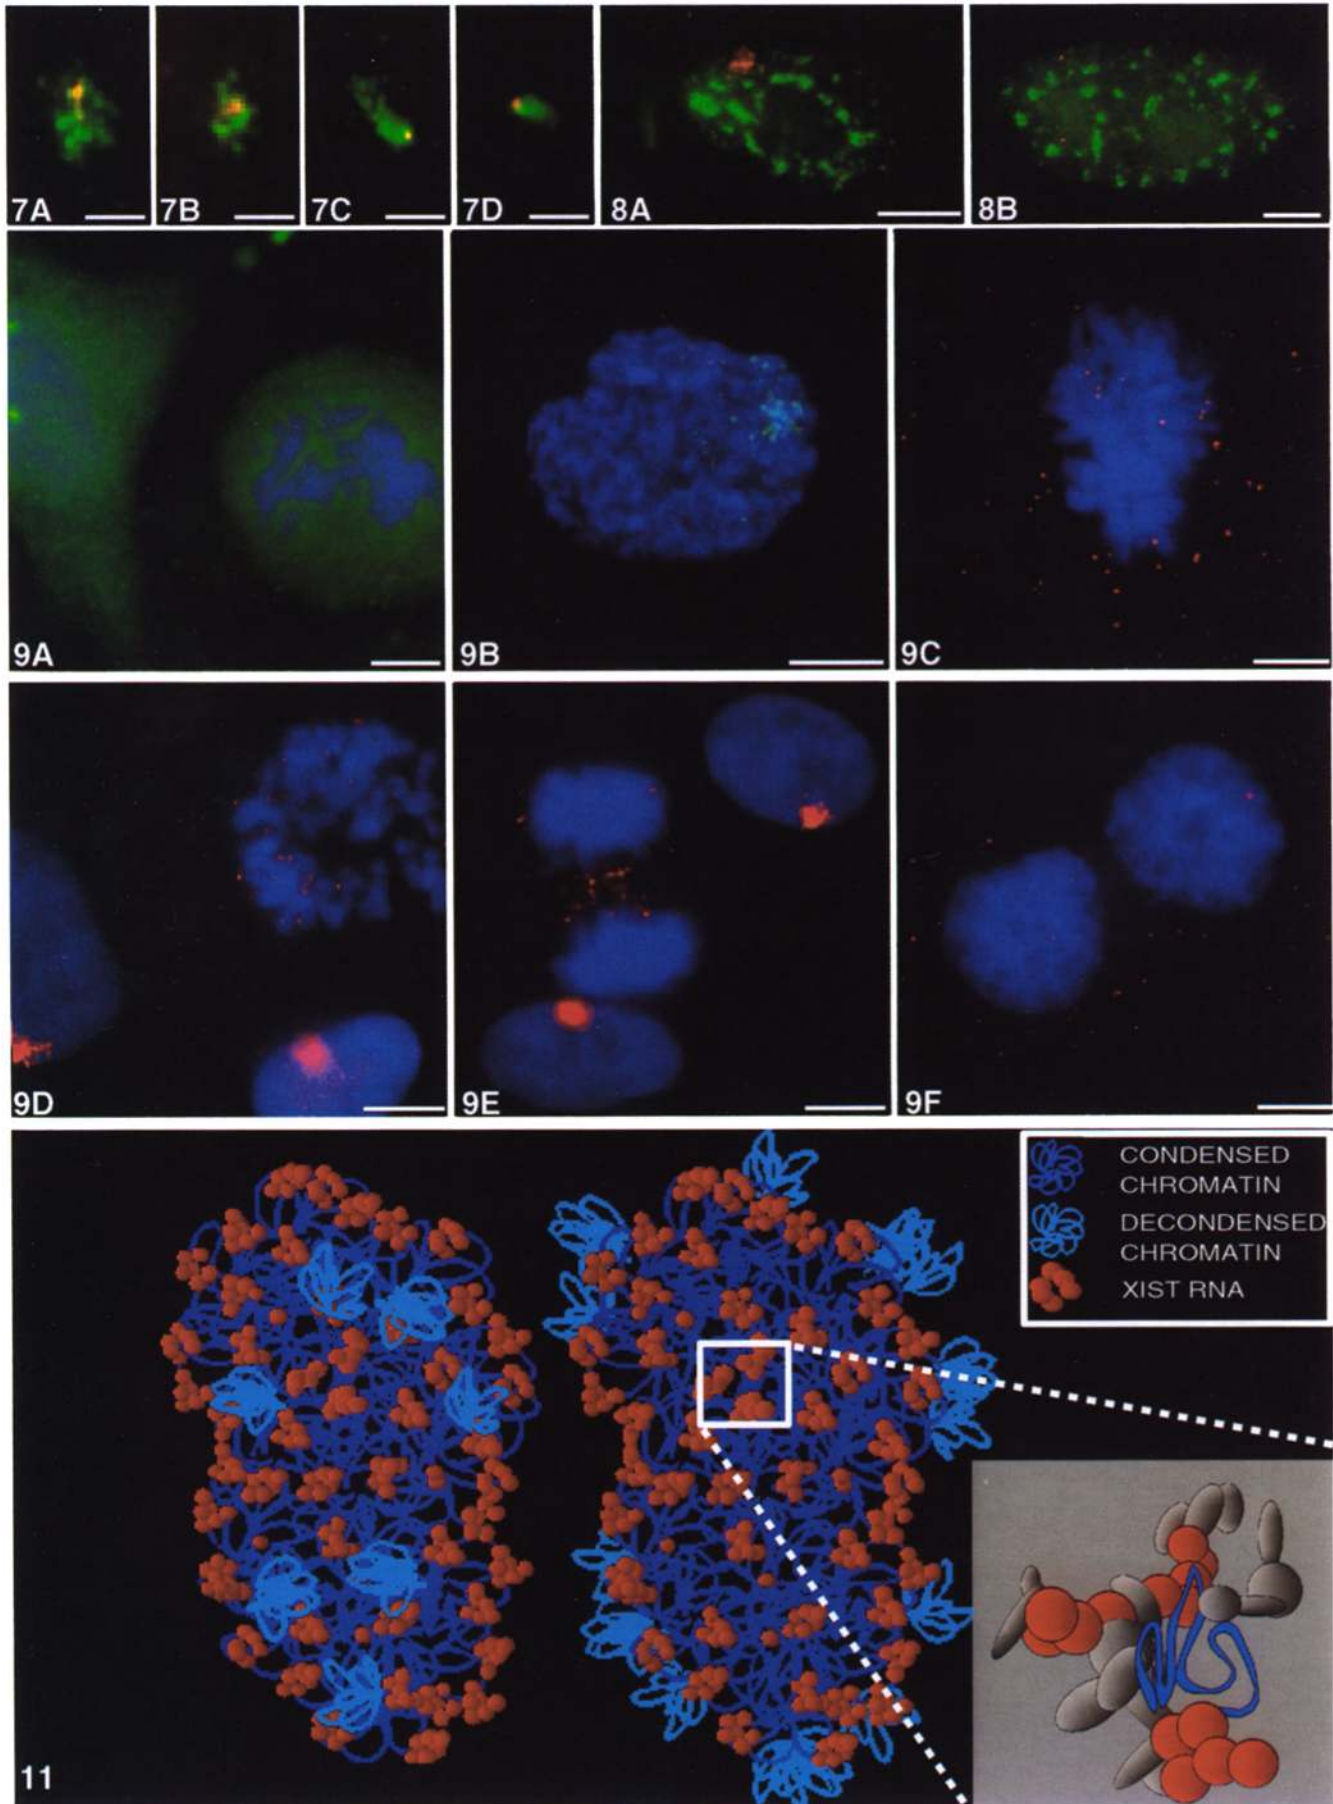 7A
7B
7C
7D
8A
8B
9A
9B
9C
9D
9E
9F
CONDENSED
CHROMATIN
DECONDENSED
CHROMATIN
XIST RNA
11